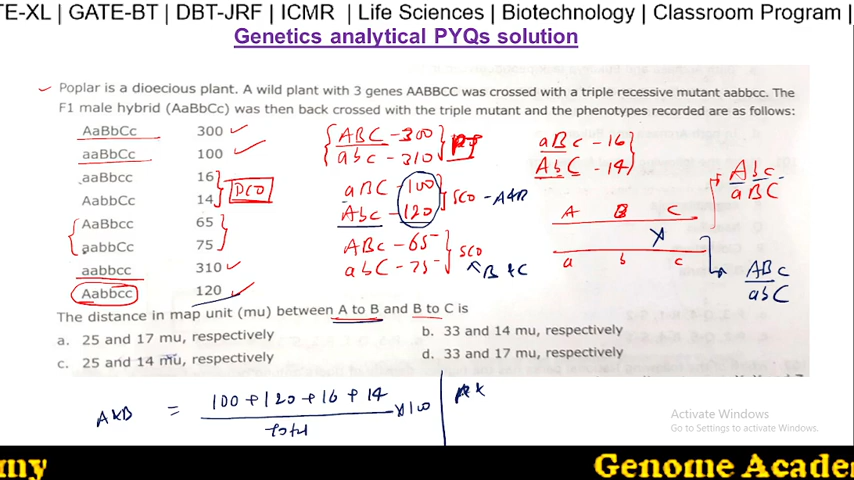 TE-XL | GATE-BT | DBT-JRF | ICMR | Life Sciences | Biotechnology | Classroom Program |
Genetics analytical PYQs solution
Poplar is a dioecious plant. A wild plant with 3 genes AABBCC was crossed with a triple recessive mutant aabbcc. The
F1 male hybrid (AaBbCc) was then back crossed with the triple mutant and the phenotypes recorded are as follows:
AaBbCc 300
aaBbCc 100
aaBbcc 16
AabbCc 14
AaBbcc 65
aabbCc 75
aabbcc 310
Aabbcc 120
DCO
ABC - 300
abc - 310
aBC - 100
Abc - 120
SCO - A&B
ABc - 65
abC - 75
SCO
B & C
aBc - 16
AbC - 14
A B C
a b c
Abc
aBC
ABc
abC
The distance in map unit (mu) between A to B and B to C is
a. 25 and 17 mu, respectively b. 33 and 14 mu, respectively
c. 25 and 14 mu, respectively d. 33 and 17 mu, respectively
A&B = 100 + 120 + 16 + 14 x 100
total
Activate Windows
Go to Settings to activate Windows.
my Genome Acade